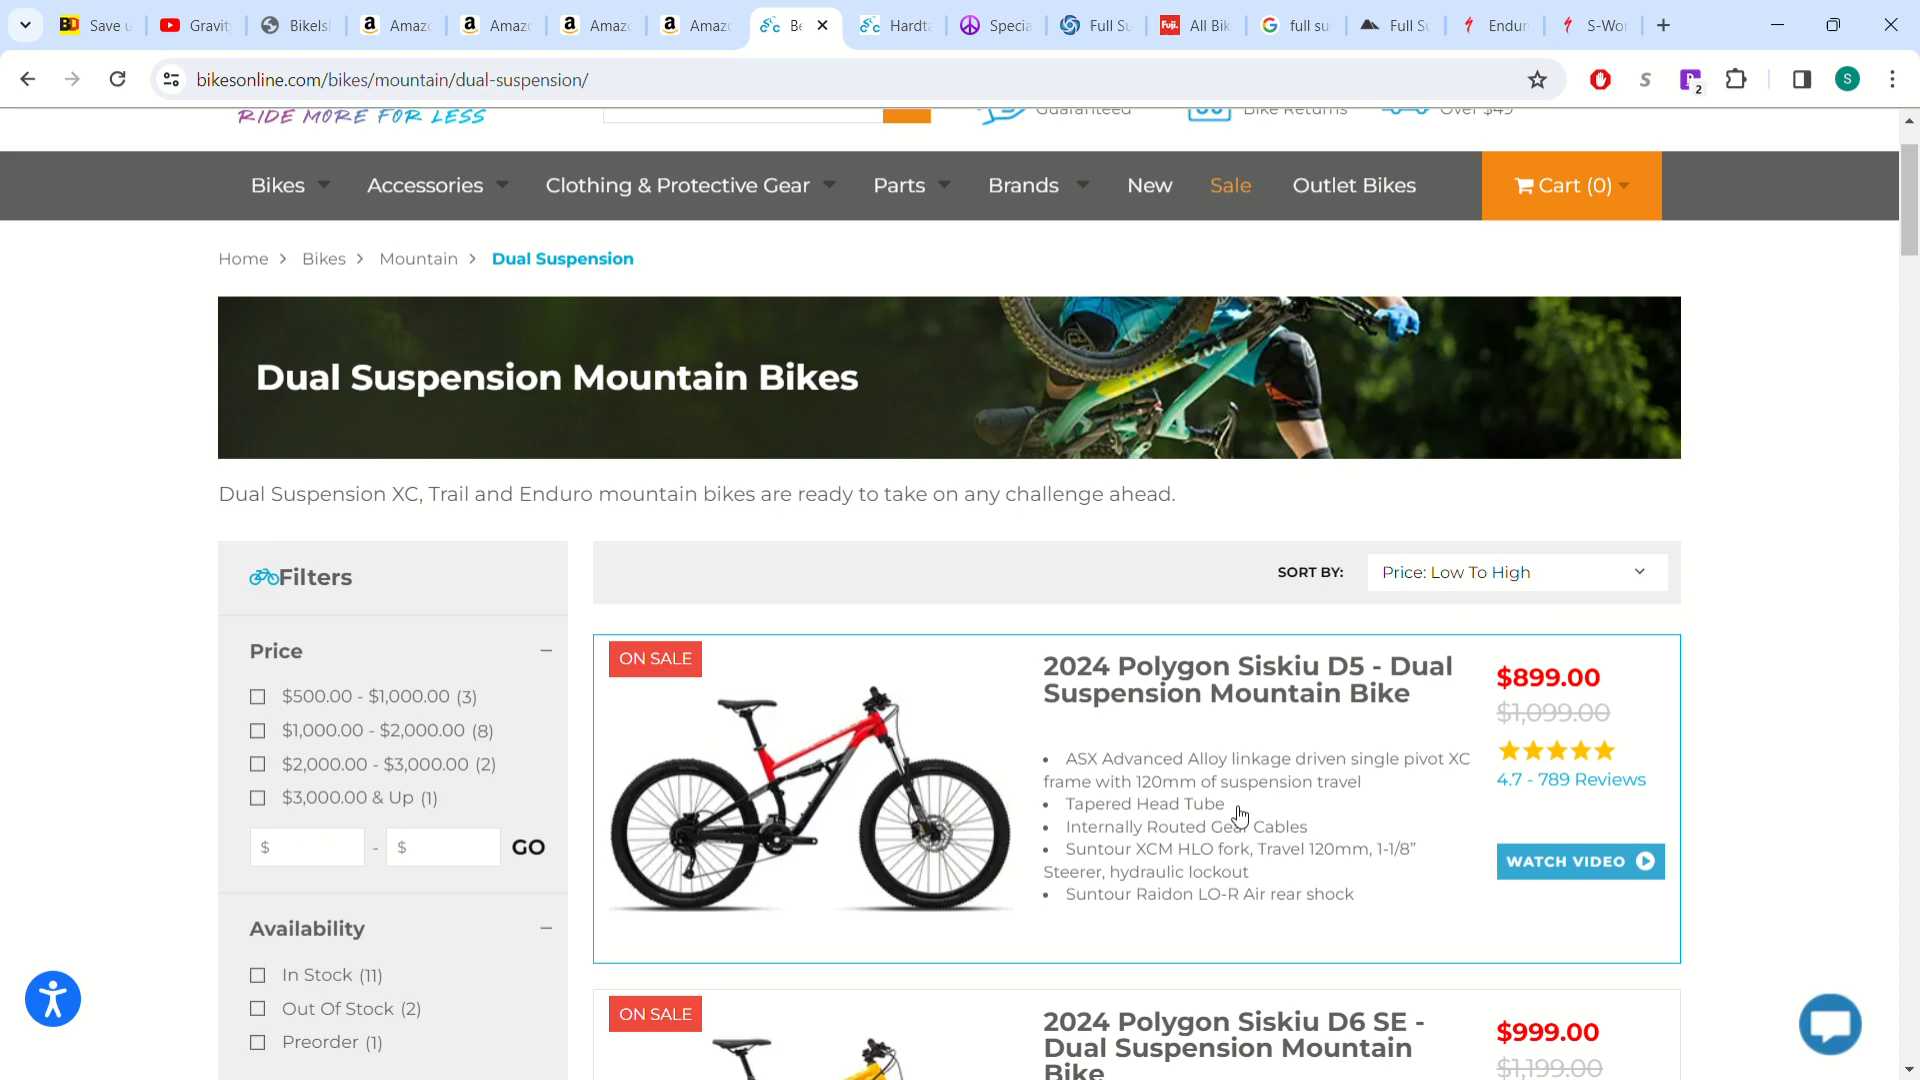 Save u
Gravity
BikeIs
Amazo
Amazo
Amazo
Amazo
Be
Hardta
Specia
Full Su
All Bik
full su
Full Su
Endur
S-Wor
bikesonline.com/bikes/mountain/dual-suspension/
2
S
RIDE MORE FOR LESS
Guaranteed
Bike Returns
Over $49
Bikes
Accessories
Clothing & Protective Gear
Parts
Brands
New
Sale
Outlet Bikes
Cart (0)
Home > Bikes > Mountain > Dual Suspension
Dual Suspension Mountain Bikes
Dual Suspension XC, Trail and Enduro mountain bikes are ready to take on any challenge ahead.
Filters
Price
$500.00 - $1,000.00 (3)
$1,000.00 - $2,000.00 (8)
$2,000.00 - $3,000.00 (2)
$3,000.00 & Up (1)
$ - $ GO
Availability
In Stock (11)
Out Of Stock (2)
Preorder (1)
SORT BY: Price: Low To High
ON SALE
2024 Polygon Siskiu D5 - Dual
Suspension Mountain Bike
• ASX Advanced Alloy linkage driven single pivot XC
frame with 120mm of suspension travel
• Tapered Head Tube
• Internally Routed Gear Cables
• Suntour XCM HLO fork, Travel 120mm, 1-1/8”
Steerer, hydraulic lockout
• Suntour Raidon LO-R Air rear shock
$899.00
$1,099.00
4.7 - 789 Reviews
WATCH VIDEO
ON SALE
2024 Polygon Siskiu D6 SE -
Dual Suspension Mountain
Bike
$999.00
$1,199.00